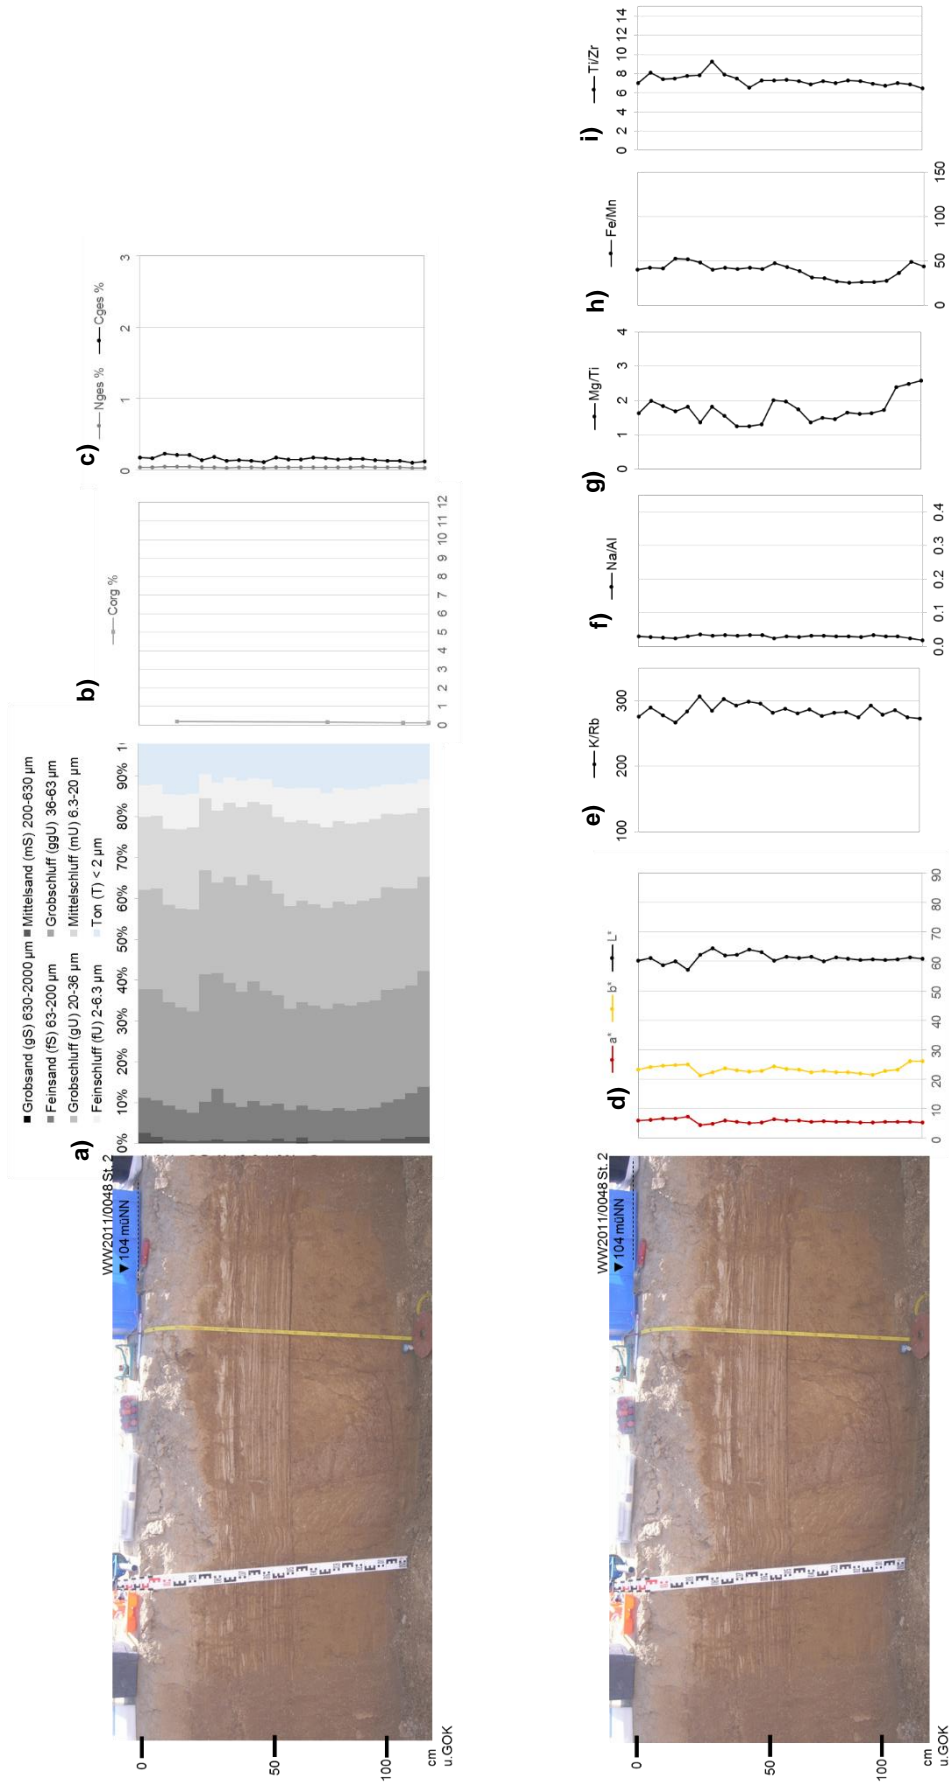 WW2011/0048 St. 2
▼104 müNN
0
50
100
cm
u.GOK
a)
Grobsand (gS) 630-2000 µm
Mittelsand (mS) 200-630 µm
Feinsand (fS) 63-200 µm
Grobschluff (ggU) 36-63 µm
Grobschluff (gU) 20-36 µm
Mittelschluff (mU) 6.3-20 µm
Feinschluff (fU) 2-6.3 µm
Ton (T) < 2 µm
0% 10% 20% 30% 40% 50% 60% 70% 80% 90%
b)
Corg %
0 1 2 3 4 5 6 7 8 9 10 11 12
c)
Nges %
Cges %
0 1 2 3
WW2011/0048 St. 2
▼104 müNN
0
50
100
cm
u.GOK
d)
a*
b*
L*
0 10 20 30 40 50 60 70 80 90
e)
K/Rb
100 200 300
f)
Na/Al
0.0 0.1 0.2 0.3 0.4
g)
Mg/Ti
0 1 2 3 4
h)
Fe/Mn
0 50 100 150
i)
Ti/Zr
0 2 4 6 8 10 12 14